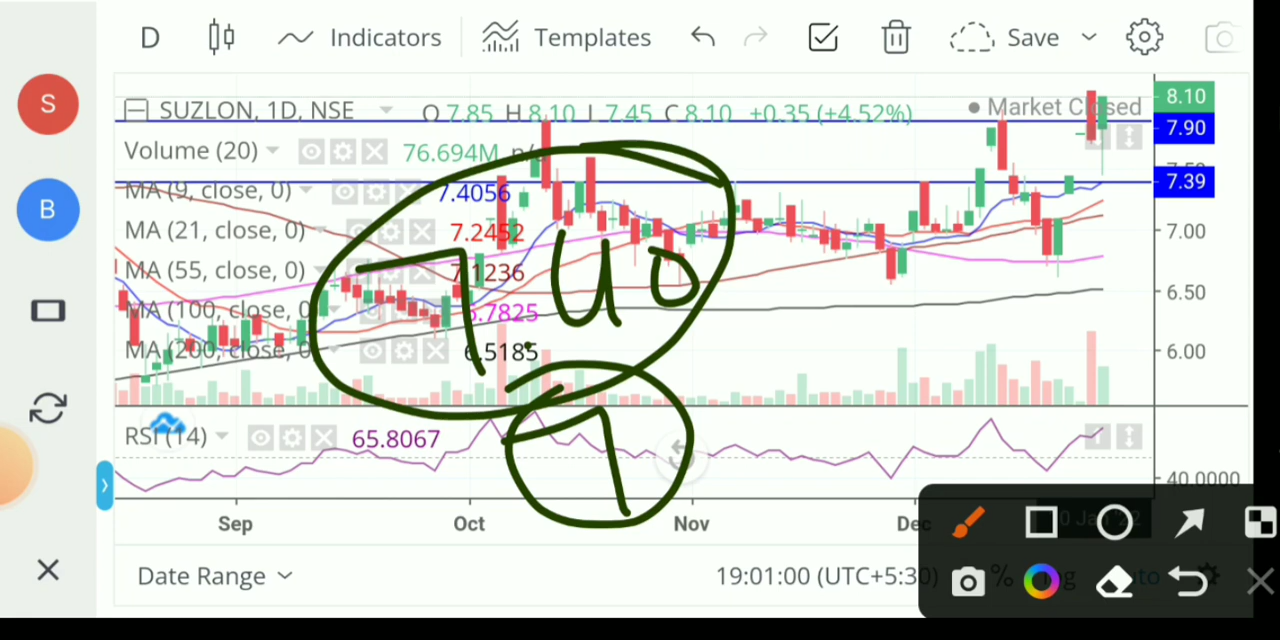 D Indicators Templates Save
S
SUZLON, 1D, NSE O 7.85 H 8.10 L 7.45 C 8.10 +0.35 (+4.52%) Market Closed 8.10
7.90
Volume (20) 76.694M n/a
7.39
B
MA (9, close, 0) 7.4056
MA (21, close, 0) 7.2452 7.00
MA (55, close, 0) 7.1236
6.50
MA (100, close, 0) 6.7825
MA (200, close, 0) 6.5185 6.00
RSI (14) 65.8067
40.0000
Sep Oct Nov Dec
Date Range 19:01:00 (UTC+5:30) %